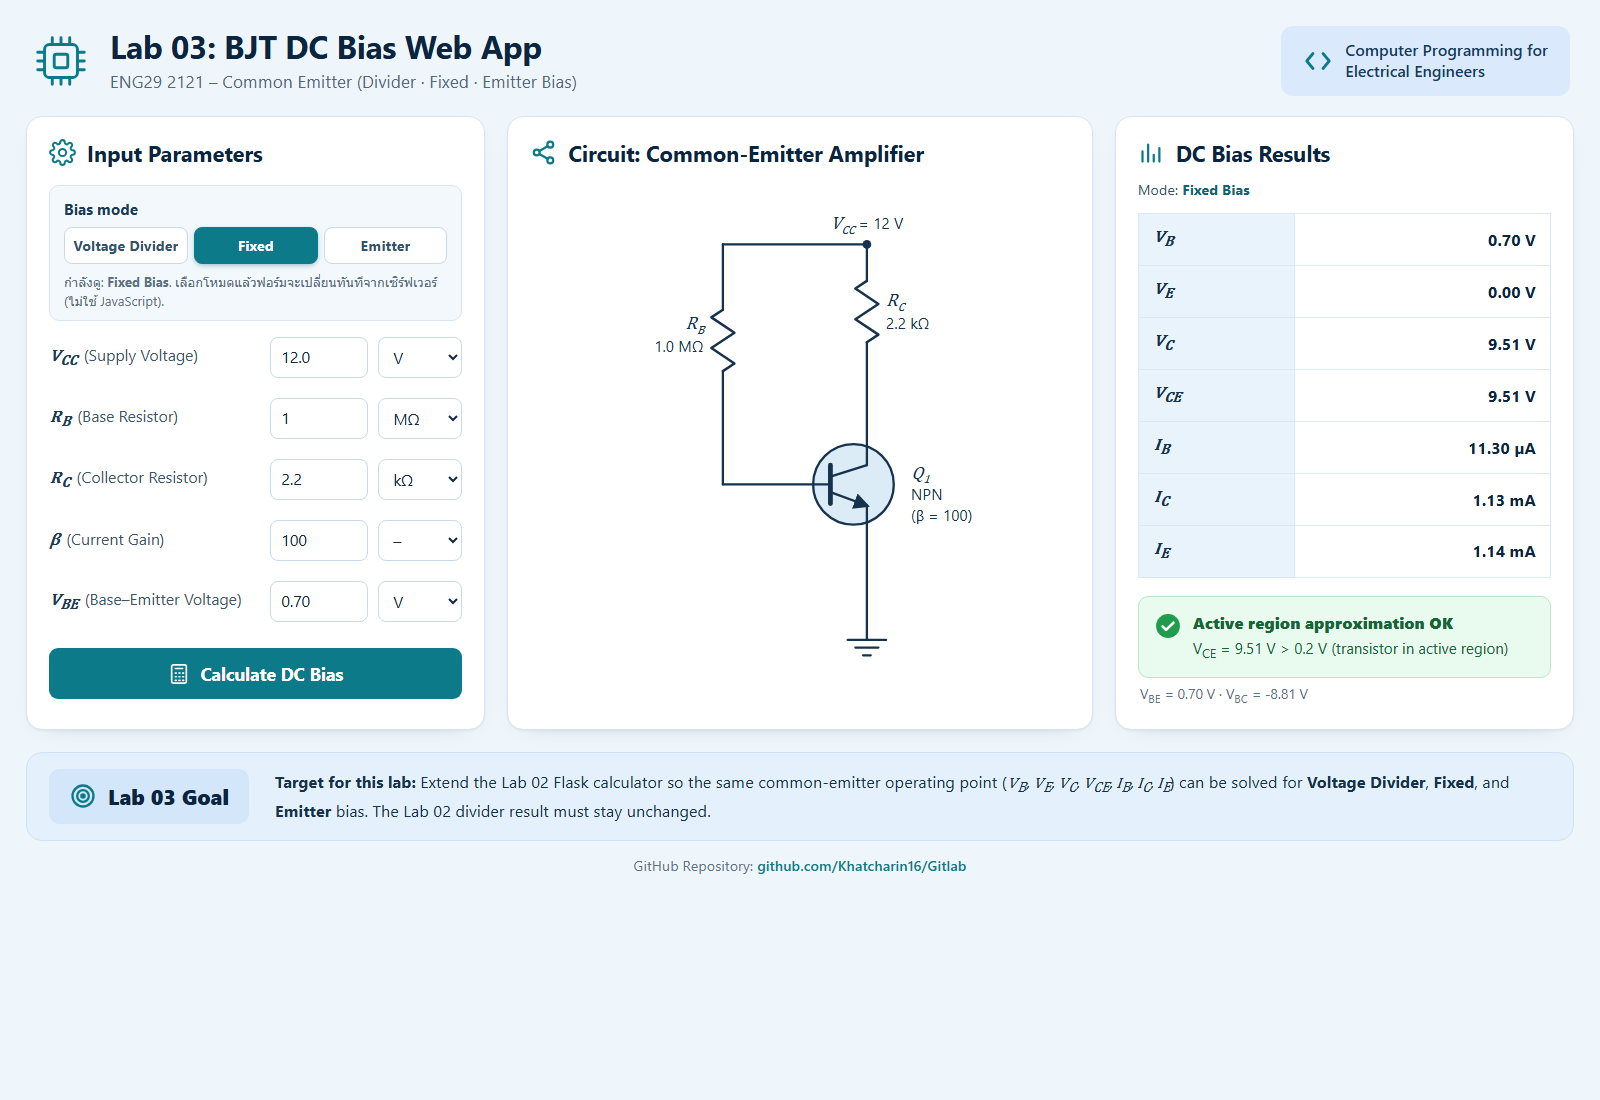 Lab 03: BJT DC Bias Web App
ENG29 2121 – Common Emitter (Divider · Fixed · Emitter Bias)
Computer Programming for
Electrical Engineers
Input Parameters
Bias mode
Voltage Divider
Fixed
Emitter
กำลังดู: Fixed Bias. เลือกโหมดแล้วฟอร์มจะเปลี่ยนทันทีจากเซิร์ฟเวอร์
(ไม่ใช้ JavaScript).
VCC (Supply Voltage) 12.0 V
RB (Base Resistor) 1 MΩ
RC (Collector Resistor) 2.2 kΩ
β (Current Gain) 100 –
VBE (Base–Emitter Voltage) 0.70 V
Calculate DC Bias
Circuit: Common-Emitter Amplifier
VCC = 12 V
RC
2.2 kΩ
RB
1.0 MΩ
Q1
NPN
(β = 100)
DC Bias Results
Mode: Fixed Bias
VB 0.70 V
VE 0.00 V
VC 9.51 V
VCE 9.51 V
IB 11.30 µA
IC 1.13 mA
IE 1.14 mA
Active region approximation OK
VCE = 9.51 V > 0.2 V (transistor in active region)
VBE = 0.70 V · VBC = -8.81 V
Lab 03 Goal
Target for this lab: Extend the Lab 02 Flask calculator so the same common-emitter operating point (VB, VE, VC, VCE, IB, IC, IE) can be solved for Voltage Divider, Fixed, and
Emitter bias. The Lab 02 divider result must stay unchanged.
GitHub Repository: github.com/Khatcharin16/Gitlab